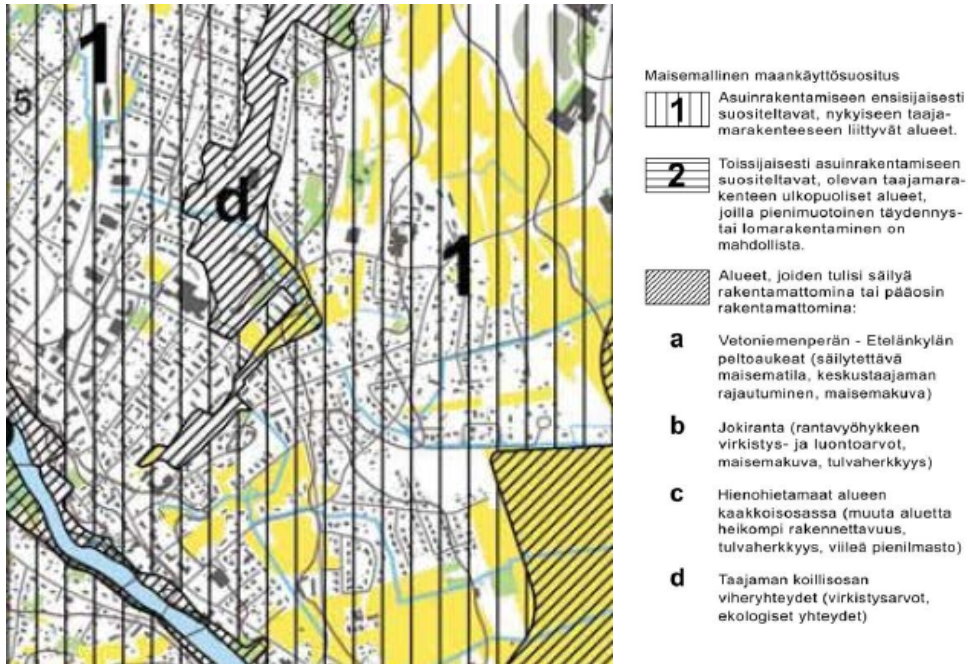 1
5
d
1
Maisemallinen maankäyttösuositus
1
Asuinrakentamiseen ensisijaisesti
suositeltavat, nykyiseen taaja-
marakenteeseen liittyvät alueet.
2
Toissijaisesti asuinrakentamiseen
suositeltavat, olevan taajamara-
kenteen ulkopuoliset alueet,
joilla pienimuotoinen täydennys-
tai lomarakentaminen on
mahdollista.
Alueet, joiden tulisi säilyä
rakentamattomina tai pääosin
rakentamattomina:
a
Vetoniemenperän - Etelänkylän
peltoaukeat (säilytettävä
maisematila, keskustaajaman
rajautuminen, maisemakuva)
b
Jokiranta (rantavyöhykkeen
virkistys- ja luontoarvot,
maisemakuva, tulvaherkkyys)
c
Hienohietamaat alueen
kaakkoisosassa (muuta aluetta
heikompi rakennettavuus,
tulvaherkkyys, viileä pienilmasto)
d
Taajaman koillisosan
viheryhteydet (virkistysarvot,
ekologiset yhteydet)